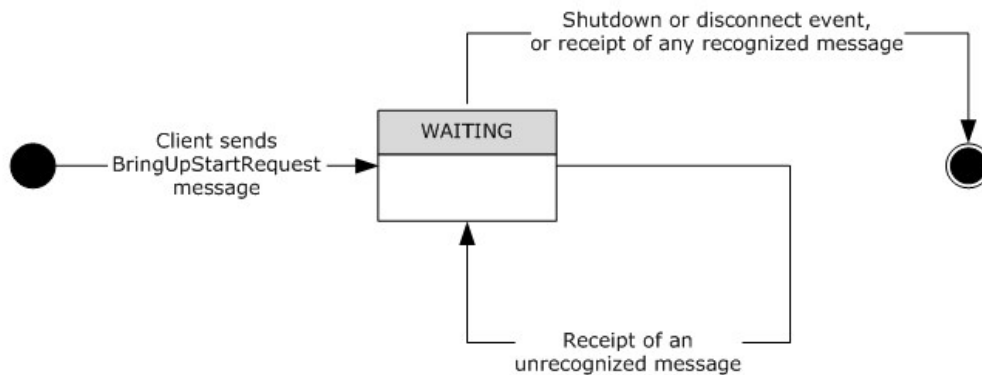 Shutdown or disconnect event,
or receipt of any recognized message
WAITING
Client sends
BringUpStartRequest
message
Receipt of an
unrecognized message